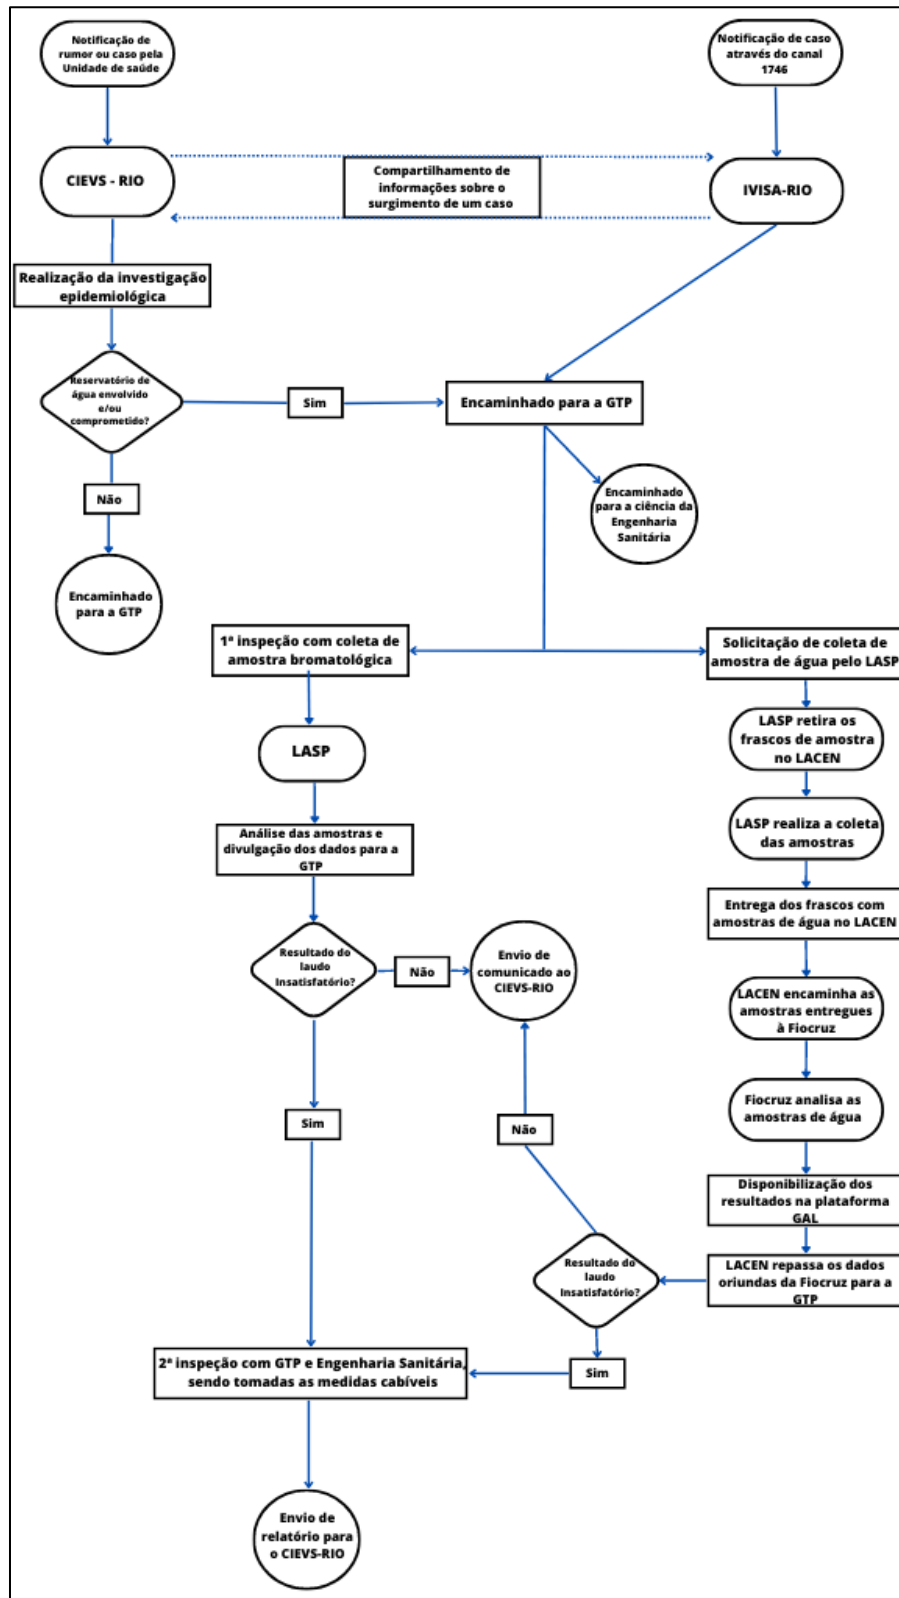 Notificação de
rumor ou caso pela
Unidade de saúde
Notificação de caso
através do canal
1746
CIEVS - RIO
Compartilhamento de
informações sobre o
surgimento de um caso
IVISA-RIO
Realização da investigação
epidemiológica
Reservatório de
água envolvido
e/ou
comprometido?
Sim
Encaminhado para a GTP
Não
Encaminhado
para a ciência da
Engenharia
Sanitária
Encaminhado
para a GTP
1ª inspeção com coleta de
amostra bromatológica
Solicitação de coleta de
amostra de água pelo LASP
LASP
LASP retira os
frascos de amostra
no LACEN
Análise das amostras e
divulgação dos dados para a
GTP
LASP realiza a coleta
das amostras
Entrega dos frascos com
amostras de água no LACEN
Resultado do
laudo
Insatisfatório?
Não
Envio de
comunicado ao
CIEVS-RIO
LACEN encaminha as
amostras entregues
à Fiocruz
Sim
Não
Fiocruz analisa as
amostras de água
Disponibilização dos
resultados na plataforma
GAL
Resultado do
laudo
Insatisfatório?
LACEN repassa os dados
oriundas da Fiocruz para a
GTP
2ª inspeção com GTP e Engenharia Sanitária,
sendo tomadas as medidas cabíveis
Sim
Envio de
relatório para
o CIEVS-RIO